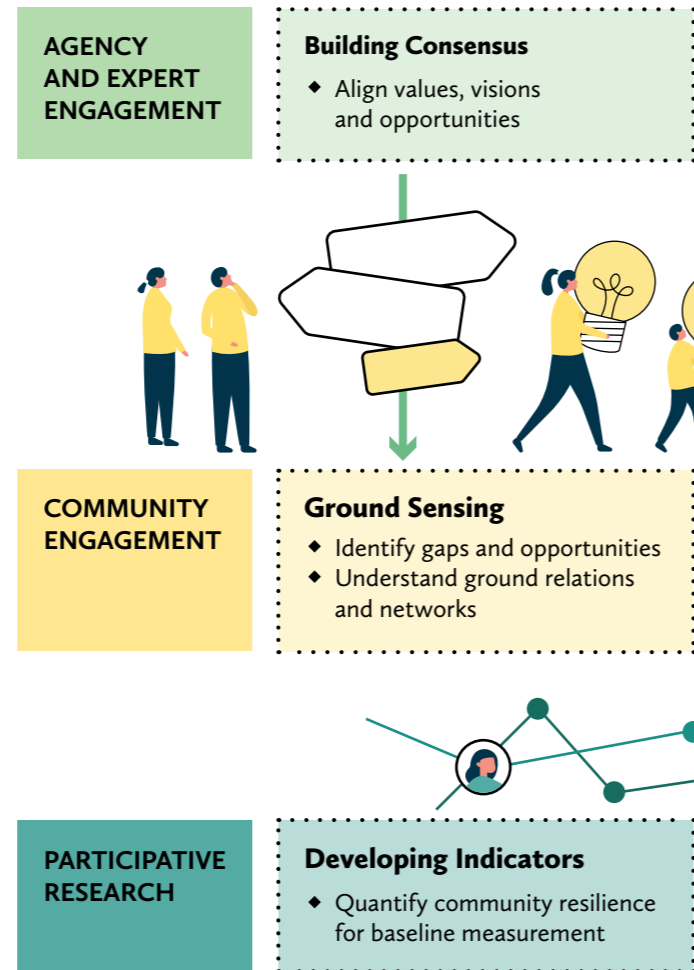 AGENCY
AND EXPERT
ENGAGEMENT
Building Consensus
◆ Align values, visions
and opportunities
COMMUNITY
ENGAGEMENT
Ground Sensing
◆ Identify gaps and opportunities
◆ Understand ground relations
and networks
PARTICIPATIVE
RESEARCH
Developing Indicators
◆ Quantify community resilience
for baseline measurement